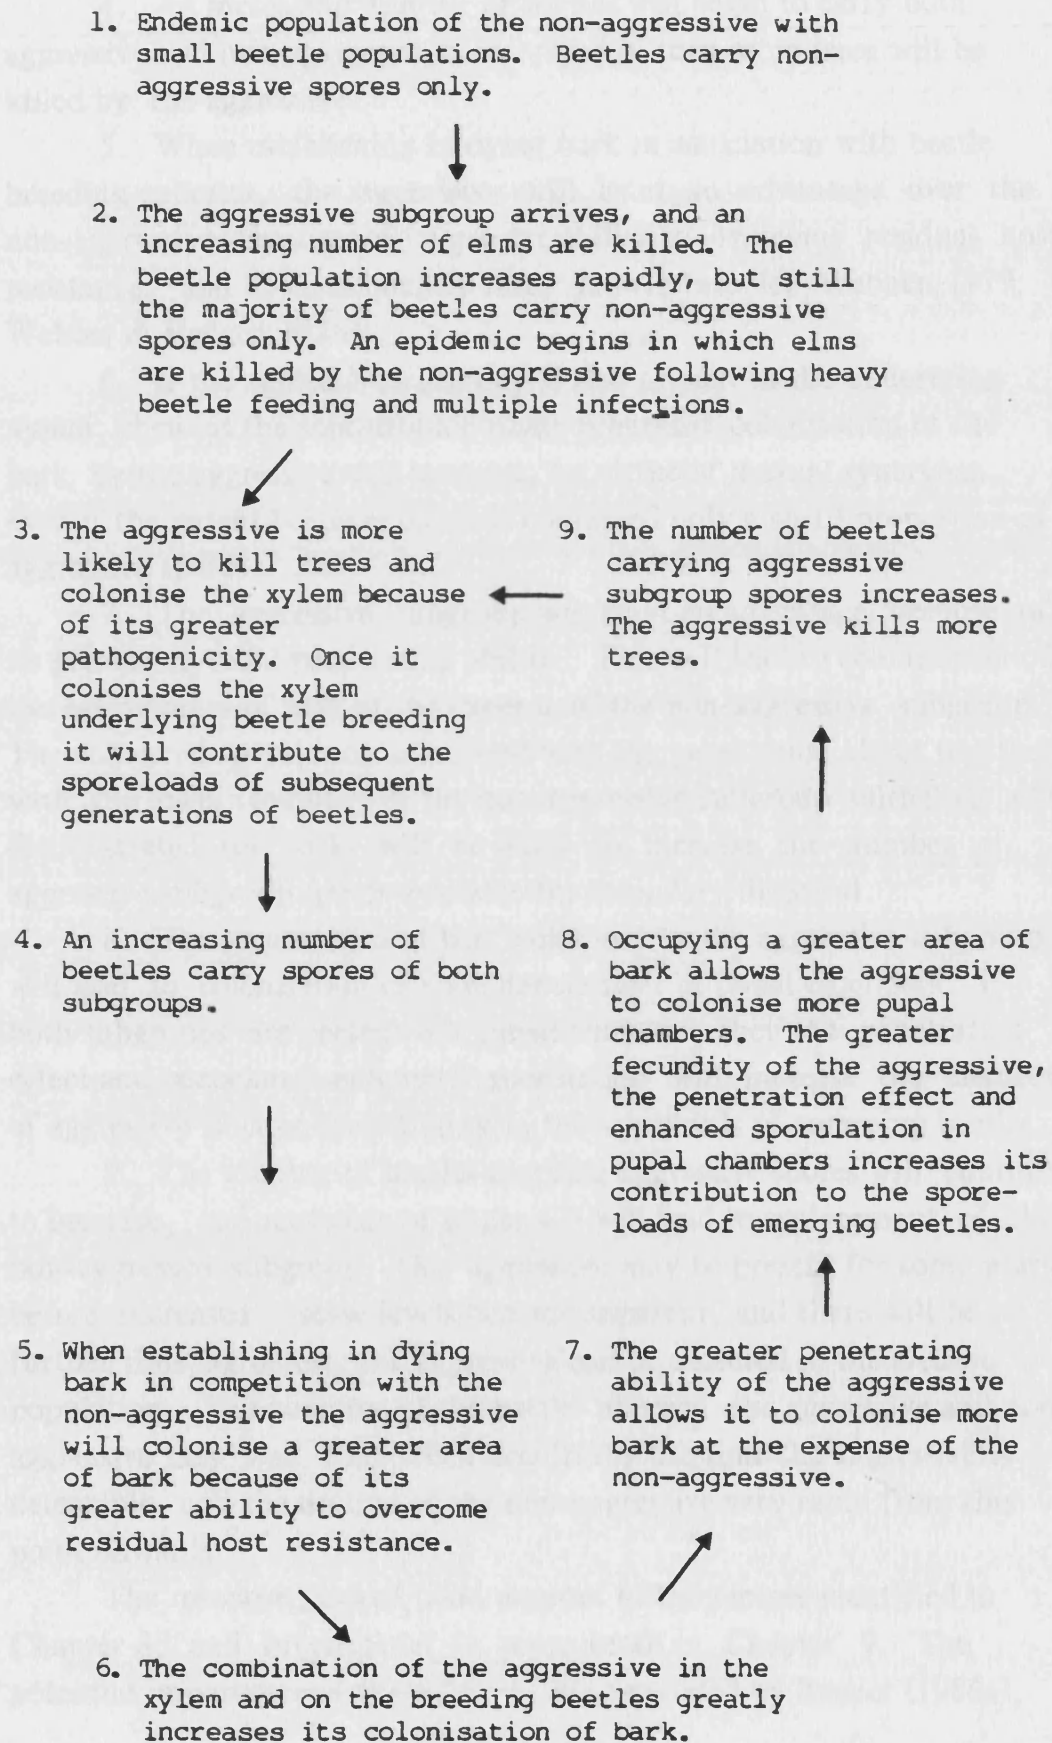 1. Endemic population of the non-aggressive with
small beetle populations. Beetles carry non-
aggressive spores only.
2. The aggressive subgroup arrives, and an
increasing number of elms are killed. The
beetle population increases rapidly, but still
the majority of beetles carry non-aggressive
spores only. An epidemic begins in which elms
are killed by the non-aggressive following heavy
beetle feeding and multiple infections.
3. The aggressive is more
likely to kill trees and
colonise the xylem because
of its greater
pathogenicity. Once it
colonises the xylem
underlying beetle breeding
it will contribute to the
sporeloads of subsequent
generations of beetles.
4. An increasing number of
beetles carry spores of both
subgroups.
5. When establishing in dying
bark in competition with the
non-aggressive the aggressive
will colonise a greater area
of bark because of its
greater ability to overcome
residual host resistance.
6. The combination of the aggressive in the
xylem and on the breeding beetles greatly
increases its colonisation of bark.
7. The greater penetrating
ability of the aggressive
allows it to colonise more
bark at the expense of the
non-aggressive.
8. Occupying a greater area of
bark allows the aggressive
to colonise more pupal
chambers. The greater
fecundity of the aggressive,
the penetration effect and
enhanced sporulation in
pupal chambers increases its
contribution to the spore-
loads of emerging beetles.
9. The number of beetles
carrying aggressive
subgroup spores increases.
The aggressive kills more
trees.